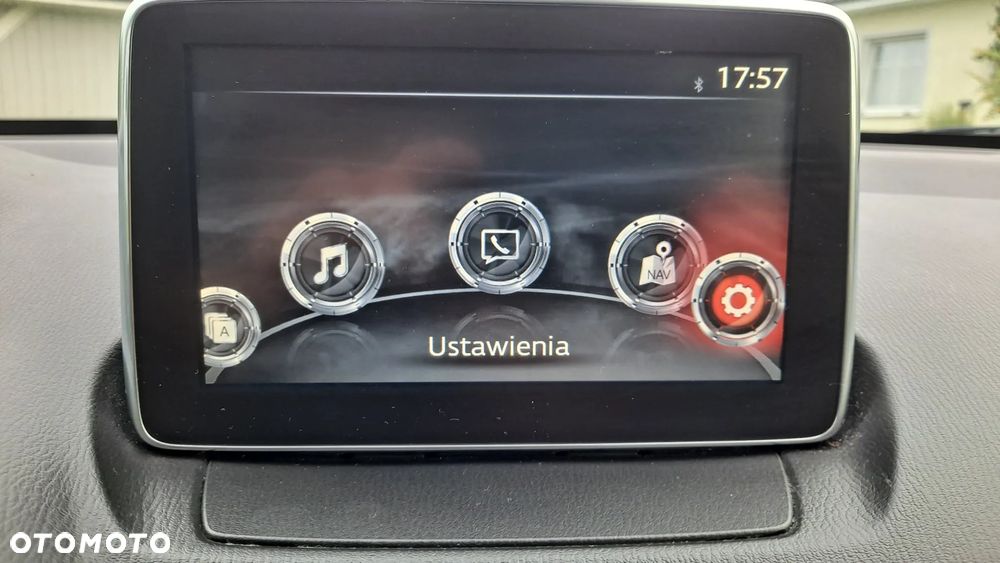 17:57
NAV
A
Ustawienia
OTOMOTO